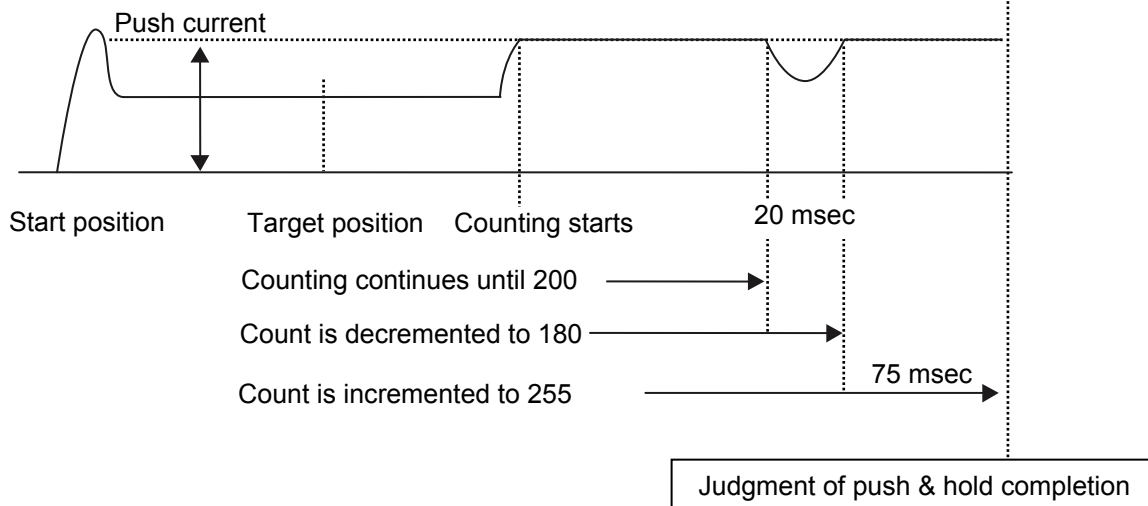 Push current
Start position
Target position
Counting starts
20 msec
Counting continues until 200
Count is decremented to 180
75 msec
Count is incremented to 255
Judgment of push & hold completion